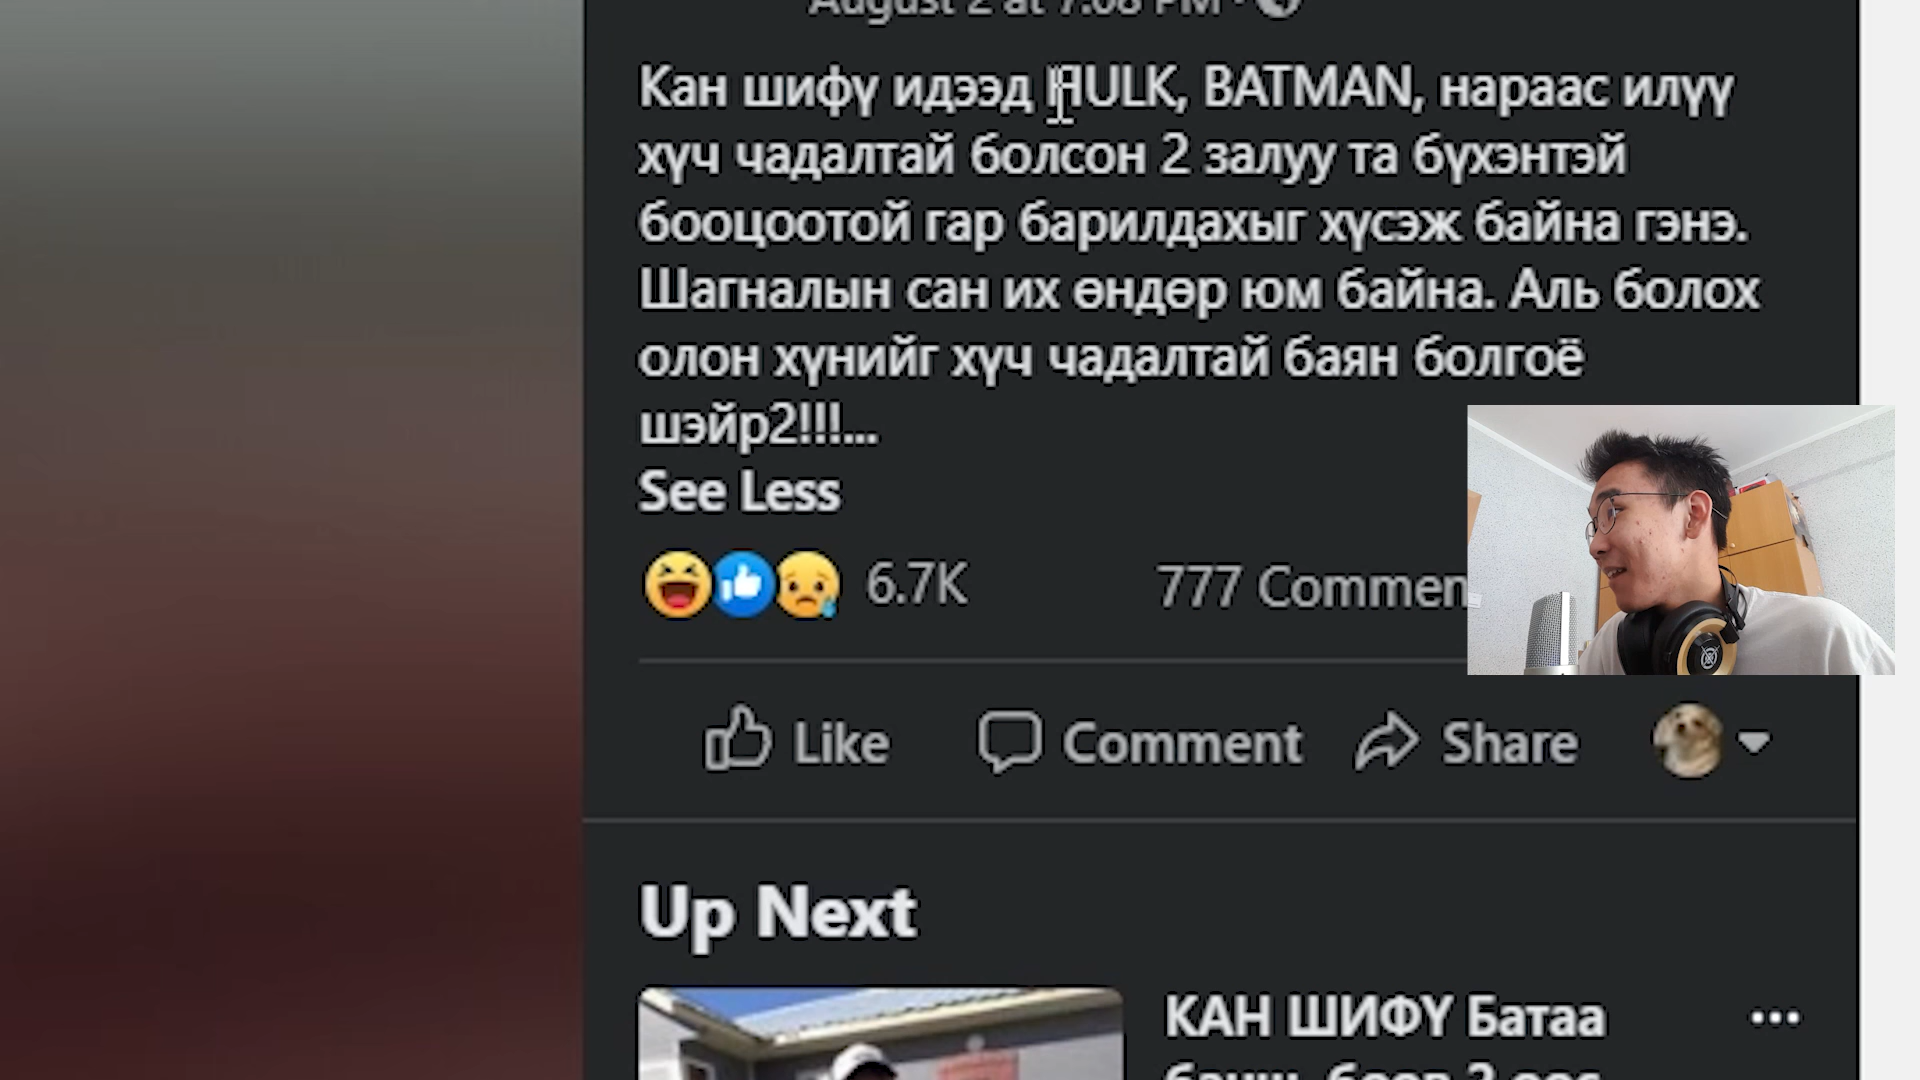 August 2 at 7:08 PM ·
Кан шифү идээд HULK, BATMAN, нараас илүү
хүч чадалтай болсон 2 залуу та бүхэнтэй
бооцоотой гар барилдахыг хүсэж байна гэнэ.
Шагналын сан их өндөр юм байна. Аль болох
олон хүнийг хүч чадалтай баян болгоё
шэйр2!!!...
See Less
6.7K 777 Commen
Like Comment Share
Up Next
КАН ШИФҮ Батаа